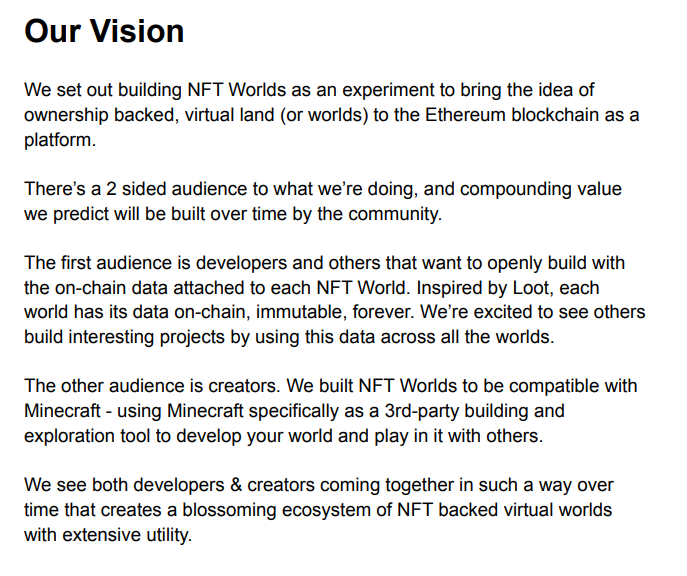 Our Vision
We set out building NFT Worlds as an experiment to bring the idea of
ownership backed, virtual land (or worlds) to the Ethereum blockchain as a
platform.
There’s a 2 sided audience to what we’re doing, and compounding value
we predict will be built over time by the community.
The first audience is developers and others that want to openly build with
the on-chain data attached to each NFT World. Inspired by Loot, each
world has its data on-chain, immutable, forever. We’re excited to see others
build interesting projects by using this data across all the worlds.
The other audience is creators. We built NFT Worlds to be compatible with
Minecraft - using Minecraft specifically as a 3rd-party building and
exploration tool to develop your world and play in it with others.
We see both developers & creators coming together in such a way over
time that creates a blossoming ecosystem of NFT backed virtual worlds
with extensive utility.